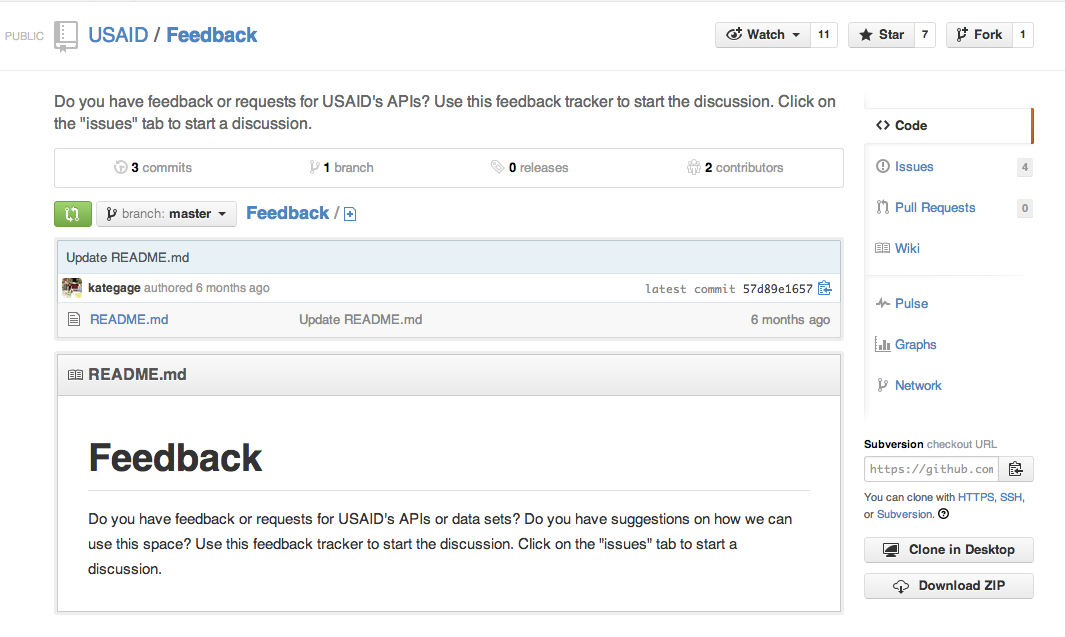 PUBLIC USAID / Feedback Watch 11 Star 7 Fork 1
Do you have feedback or requests for USAID's APIs? Use this feedback tracker to start the discussion. Click on
the "issues" tab to start a discussion.
3 commits 1 branch 0 releases 2 contributors
branch: master Feedback /
Update README.md
kategage authored 6 months ago latest commit 57d89e1657
README.md Update README.md 6 months ago
README.md
Feedback
Do you have feedback or requests for USAID's APIs or data sets? Do you have suggestions on how we can
use this space? Use this feedback tracker to start the discussion. Click on the "issues" tab to start a
discussion.
Code
Issues 4
Pull Requests 0
Wiki
Pulse
Graphs
Network
Subversion checkout URL
https://github.com
You can clone with HTTPS, SSH,
or Subversion.
Clone in Desktop
Download ZIP